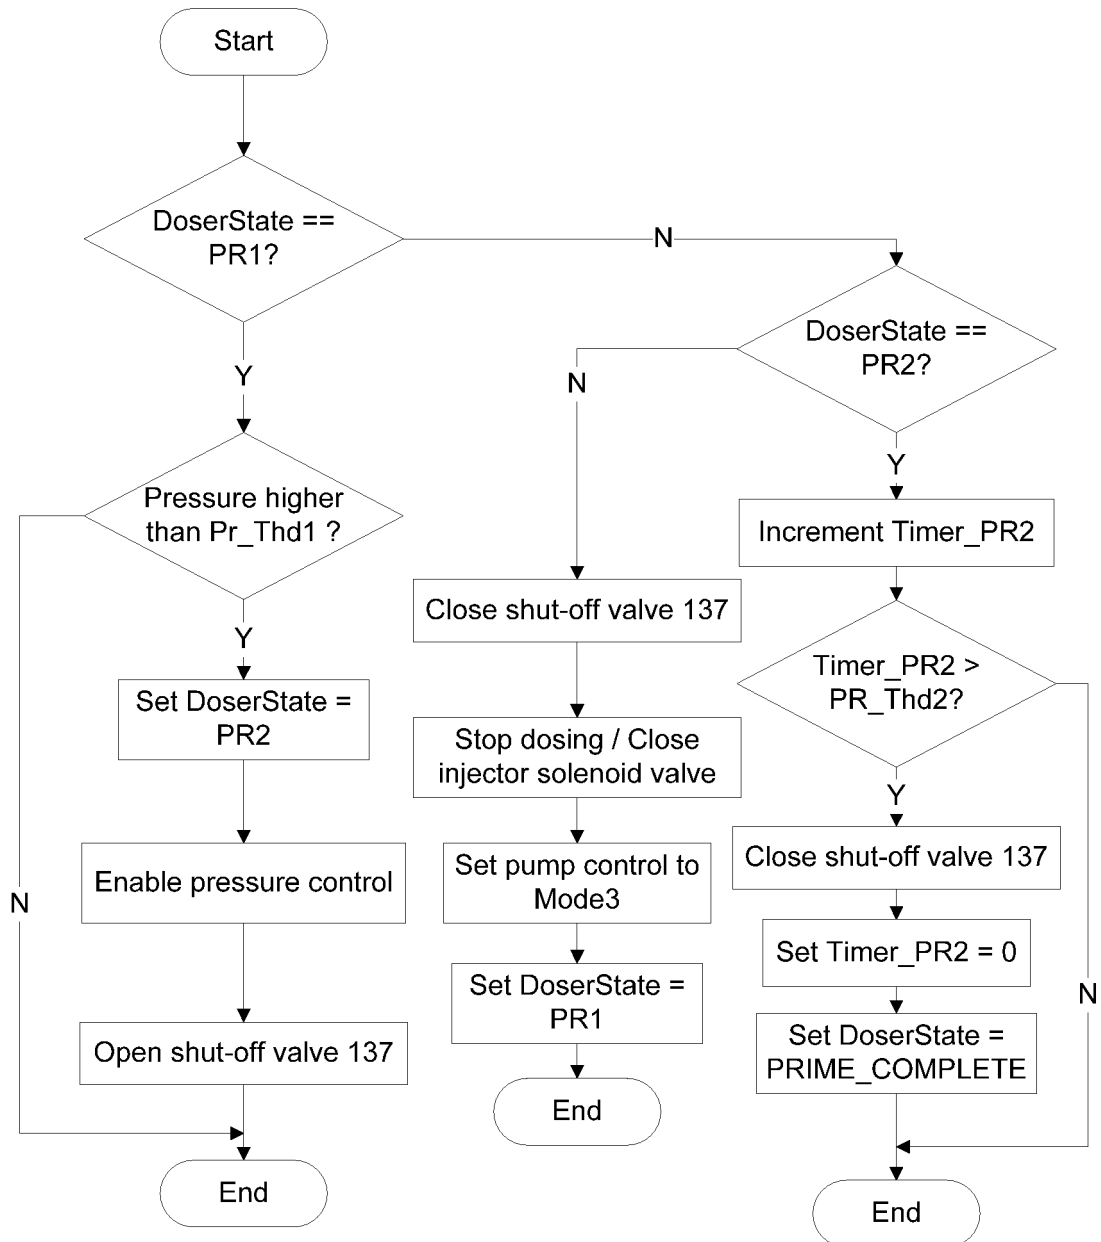 Start
DoserState ==
PR1?
N
DoserState ==
PR2?
Y
N
Y
Pressure higher
than Pr_Thd1 ?
Increment Timer_PR2
Close shut-off valve 137
Y
Timer_PR2 >
PR_Thd2?
Set DoserState =
PR2
Stop dosing / Close
injector solenoid valve
Y
Close shut-off valve 137
Enable pressure control
Set pump control to
Mode3
N
Set Timer_PR2 = 0
Set DoserState =
PR1
N
Open shut-off valve 137
Set DoserState =
PRIME_COMPLETE
End
End
End